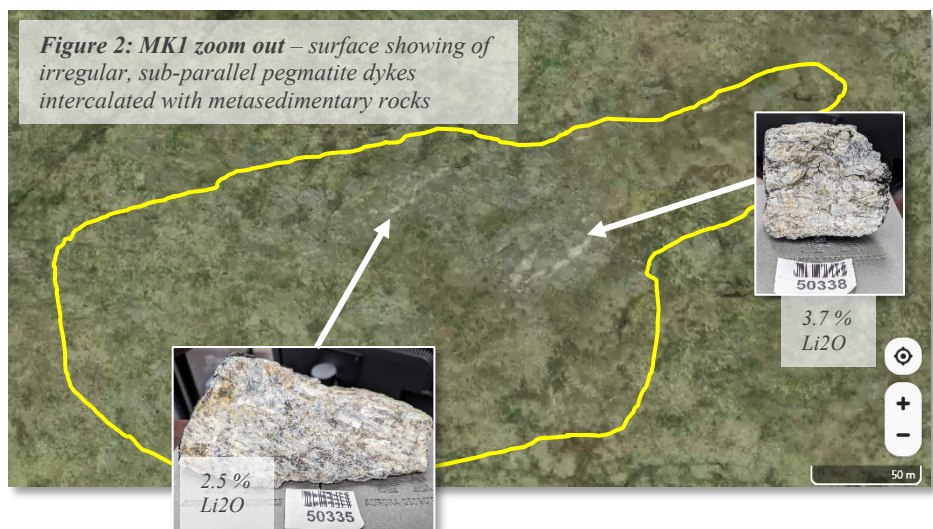 Figure 2: MK1 zoom out – surface showing of
irregular, sub-parallel pegmatite dykes
intercalated with metasedimentary rocks
50338
3.7 %
Li2O
+
−
50 m
2.5 %
Li2O
50335